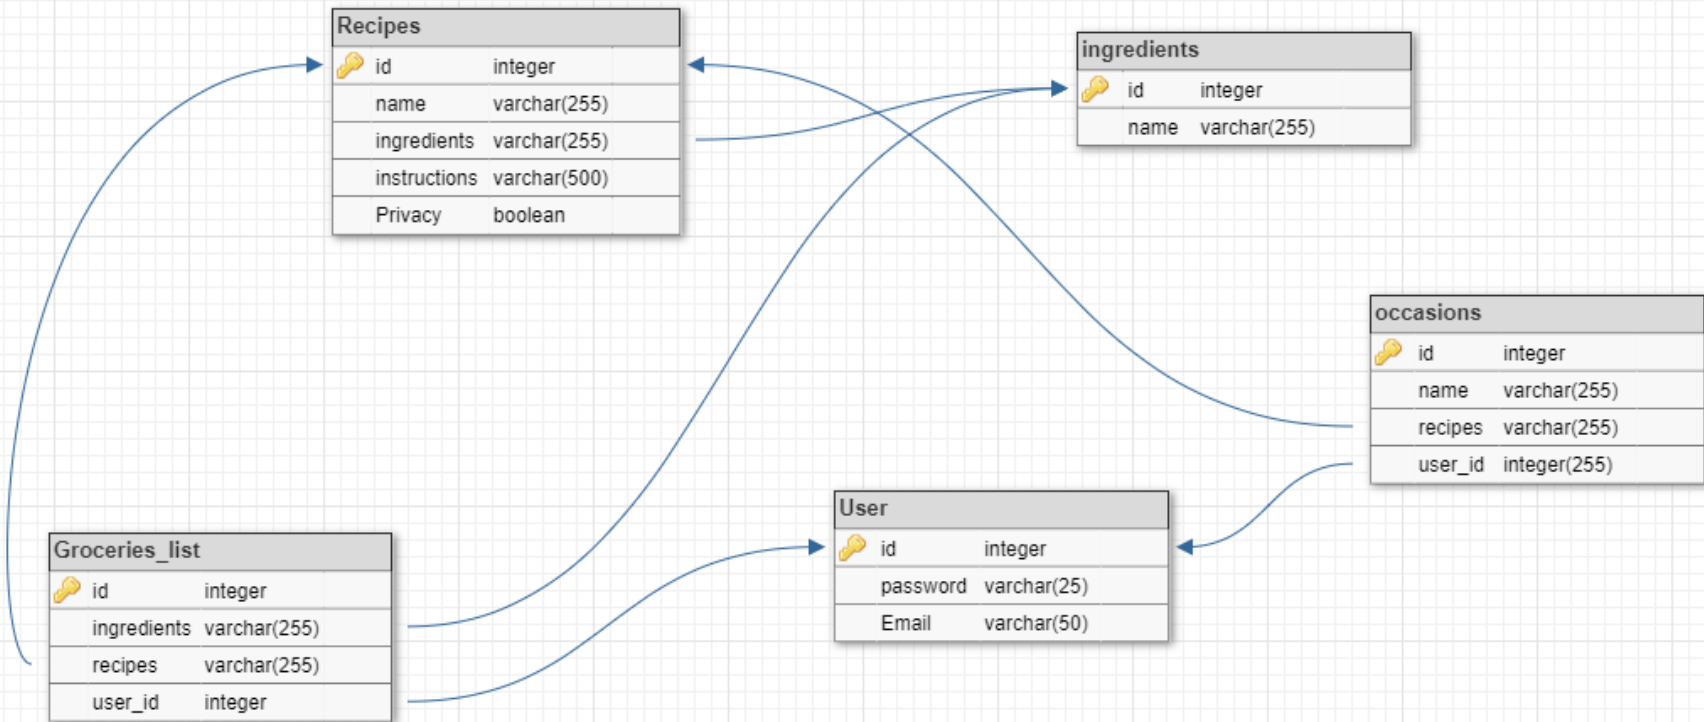 Recipes
id integer
name varchar(255)
ingredients varchar(255)
instructions varchar(500)
Privacy boolean
ingredients
id integer
name varchar(255)
occasions
id integer
name varchar(255)
recipes varchar(255)
user_id integer(255)
User
id integer
password varchar(25)
Email varchar(50)
Groceries_list
id integer
ingredients varchar(255)
recipes varchar(255)
user_id integer